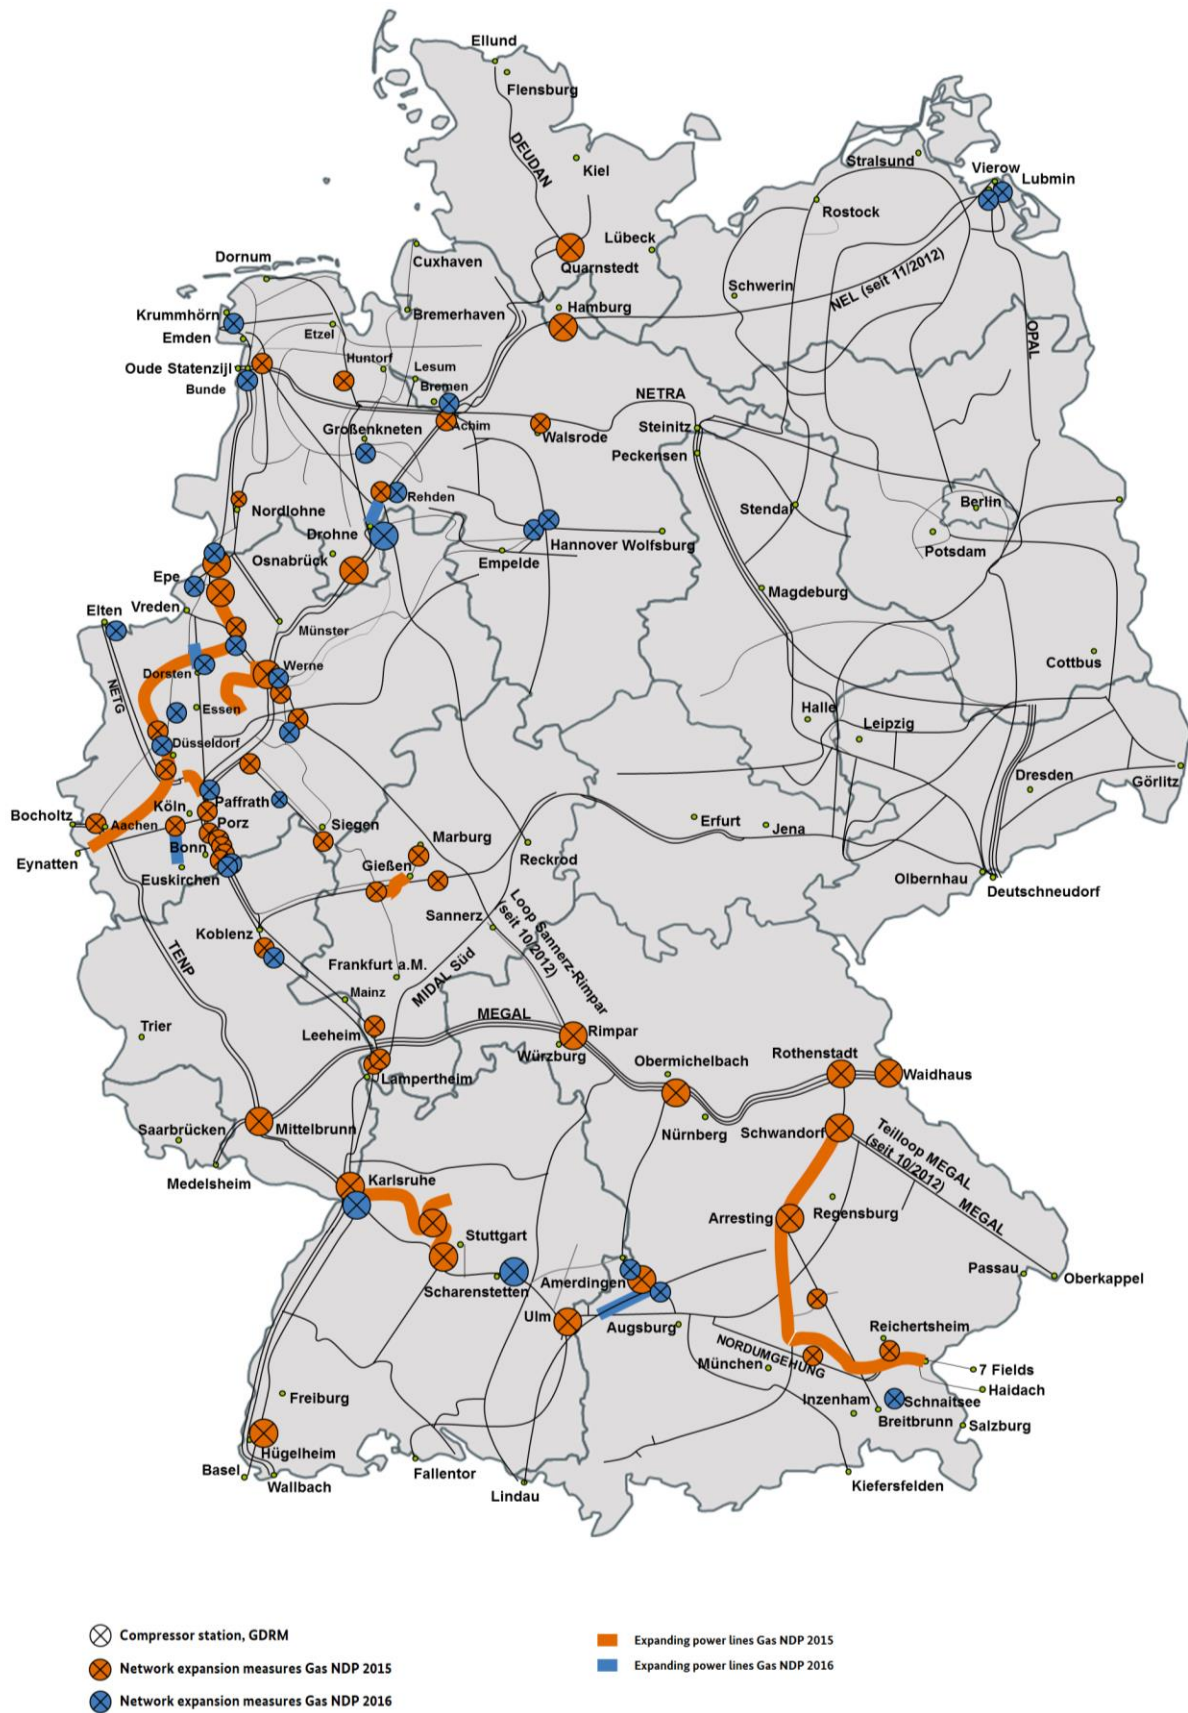 Ellund
Flensburg
DEUDAN
Kiel
Stralsund
Vierow
Lubmin
Rostock
Lübeck
Dornum
Cuxhaven
Quarnstedt
Schwerin
NEL (seit 11/2012)
Krummhörn
Bremerhaven
Hamburg
Emden
Etzel
OPAL
Oude Statenzijl
Huntorf
Lesum
Bunde
Bremen
NETRA
Großenkneten
Achim
Walsrode
Steinitz
Peckensen
Rehden
Nordlohne
Stendal
Berlin
Drohne
Hannover
Wolfsburg
Potsdam
Osnabrück
Empelde
Epe
Magdeburg
Elten
Vreden
Münster
Cottbus
Dorsten
Werne
NETG
Essen
Halle
Leipzig
Düsseldorf
Dresden
Görlitz
Bocholtz
Köln
Paffrath
Aachen
Porz
Siegen
Erfurt
Jena
Marburg
Eynatten
Bonn
Gießen
Reckrod
Euskirchen
Olbernhau
Deutschneudorf
Sannerz
Loop Sannerz-Rimpar
(seit 10/2012)
Koblenz
TENP
Frankfurt a.M.
MIDAL Süd
Mainz
MEGAL
Trier
Leeheim
Rimpar
Würzburg
Obermichelbach
Rothenstadt
Waidhaus
Lampertheim
Saarbrücken
Mittelbrunn
Nürnberg
Schwandorf
Teilloop MEGAL
(seit 10/2012)
Medelsheim
Karlsruhe
MEGAL
Arresting
Regensburg
Stuttgart
Passau
Oberkappel
Scharenstetten
Amerdingen
Ulm
Augsburg
Reichertsheim
NORDUMGEHUNG
München
7 Fields
Haidach
Freiburg
Inzenham
Schnaitsee
Breitbrunn
Salzburg
Hügelheim
Basel
Wallbach
Fallentor
Lindau
Kiefersfelden
Compressor station, GDRM
Network expansion measures Gas NDP 2015
Network expansion measures Gas NDP 2016
Expanding power lines Gas NDP 2015
Expanding power lines Gas NDP 2016